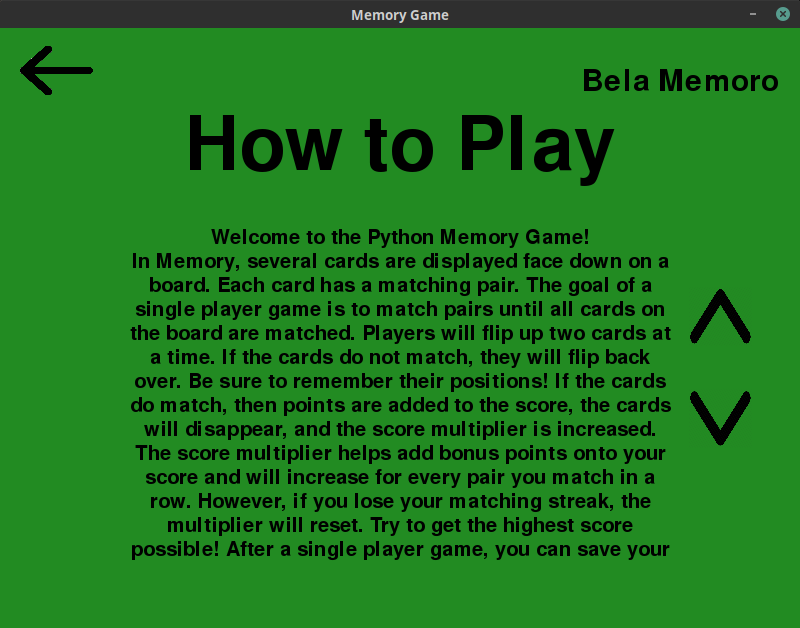 Memory Game
Bela Memoro
How to Play
Welcome to the Python Memory Game!
In Memory, several cards are displayed face down on a
board. Each card has a matching pair. The goal of a
single player game is to match pairs until all cards on
the board are matched. Players will flip up two cards at
a time. If the cards do not match, they will flip back
over. Be sure to remember their positions! If the cards
do match, then points are added to the score, the cards
will disappear, and the score multiplier is increased.
The score multiplier helps add bonus points onto your
score and will increase for every pair you match in a
row. However, if you lose your matching streak, the
multiplier will reset. Try to get the highest score
possible! After a single player game, you can save your